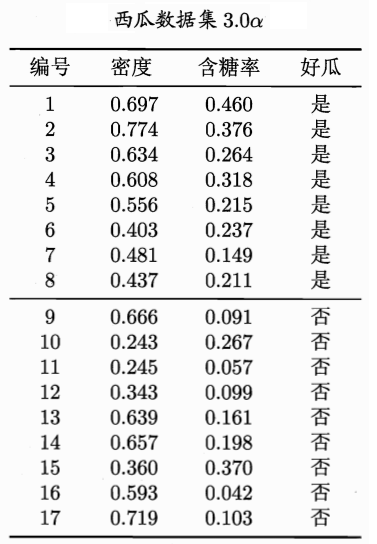 西瓜数据集 3.0α
编号 密度 含糖率 好瓜
1 0.697 0.460 是
2 0.774 0.376 是
3 0.634 0.264 是
4 0.608 0.318 是
5 0.556 0.215 是
6 0.403 0.237 是
7 0.481 0.149 是
8 0.437 0.211 是
9 0.666 0.091 否
10 0.243 0.267 否
11 0.245 0.057 否
12 0.343 0.099 否
13 0.639 0.161 否
14 0.657 0.198 否
15 0.360 0.370 否
16 0.593 0.042 否
17 0.719 0.103 否